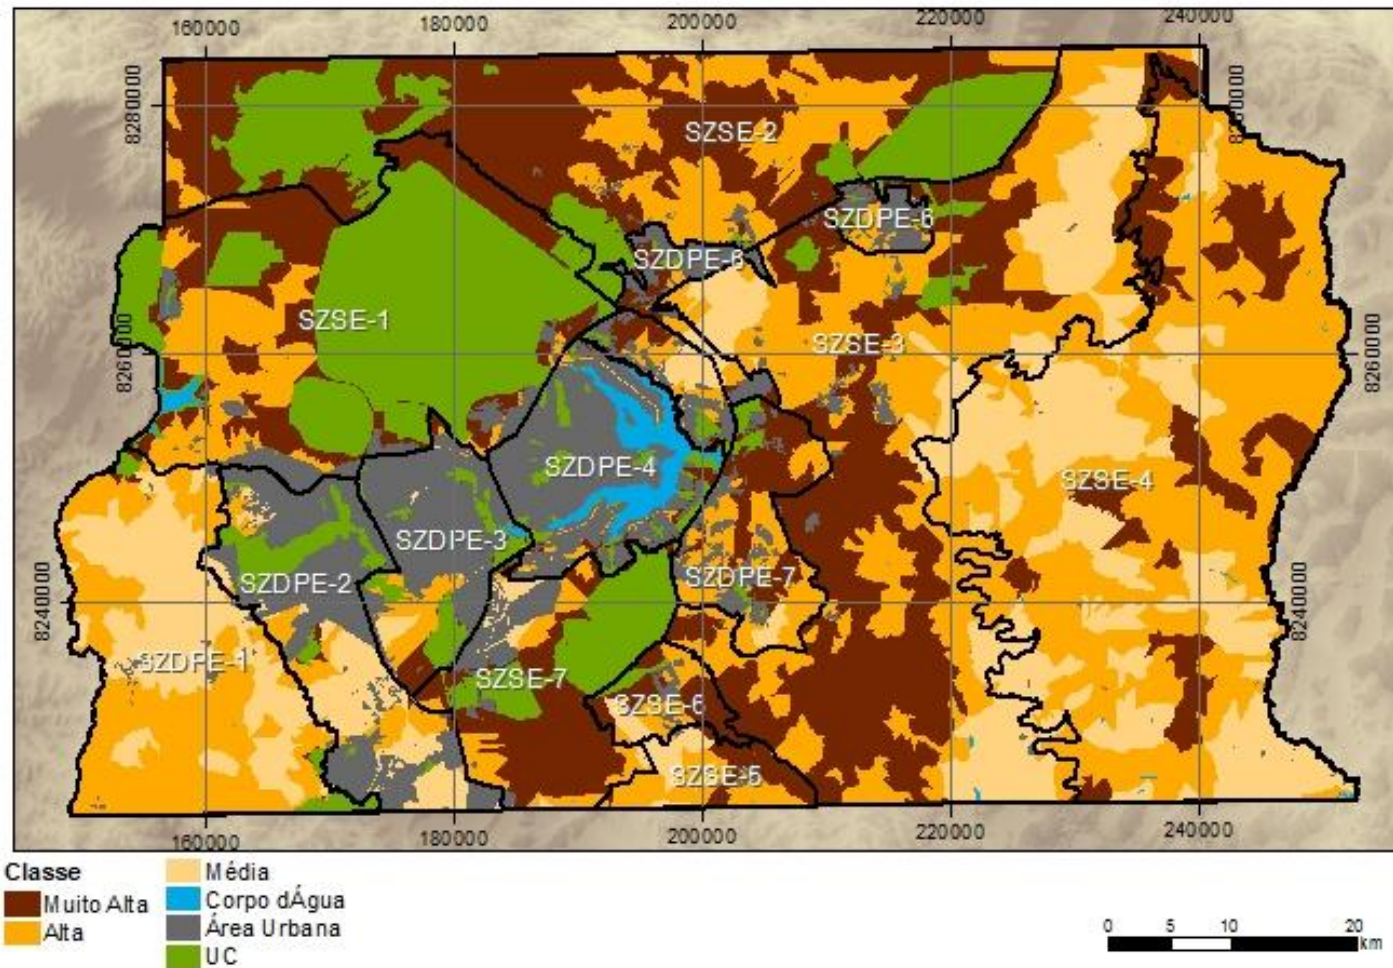 160000 180000 200000 220000 240000
8280000 8280000
SZSE-2
SZDPE-6
SZDPE-6
SZSE-1
SZSE-3
8260000 8260000
SZDPE-4
SZSE-4
SZDPE-3
SZDPE-2
SZDPE-7
8240000 8240000
SZDPE-1
SZSE-7
SZSE-6
SZSE-5
160000 180000 200000 220000 240000
Classe
Muito Alta
Alta
Média
Corpo dÁgua
Área Urbana
UC
0 5 10 20
km